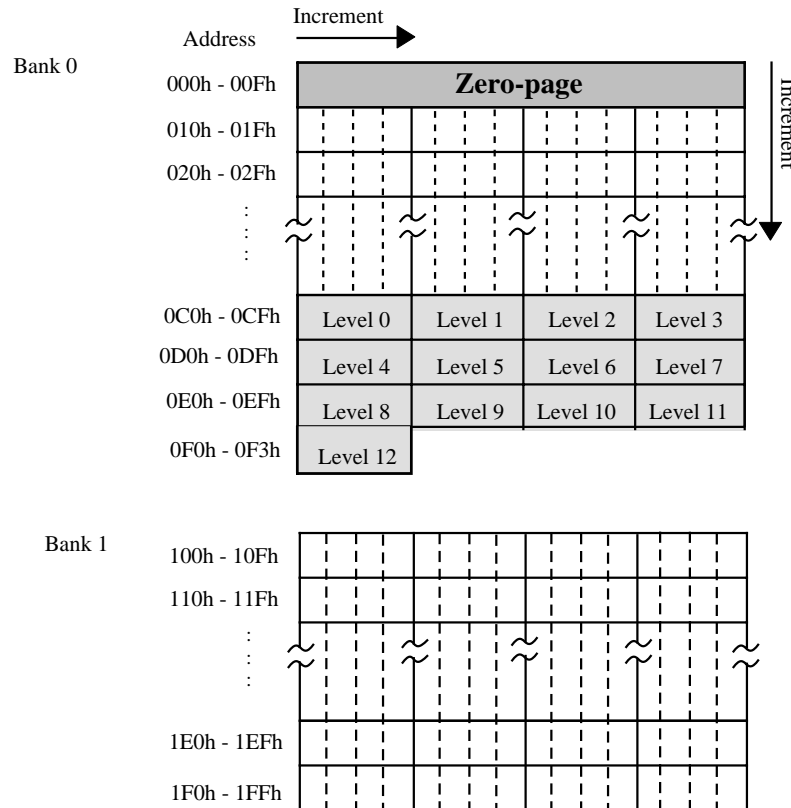 Increment
Address
Bank 0
000h - 00Fh Zero-page
Increment
010h - 01Fh
020h - 02Fh
:
:
:
0C0h - 0CFh Level 0 Level 1 Level 2 Level 3
0D0h - 0DFh Level 4 Level 5 Level 6 Level 7
0E0h - 0EFh Level 8 Level 9 Level 10 Level 11
0F0h - 0F3h Level 12
Bank 1
100h - 10Fh
110h - 11Fh
:
:
:
1E0h - 1EFh
1F0h - 1FFh